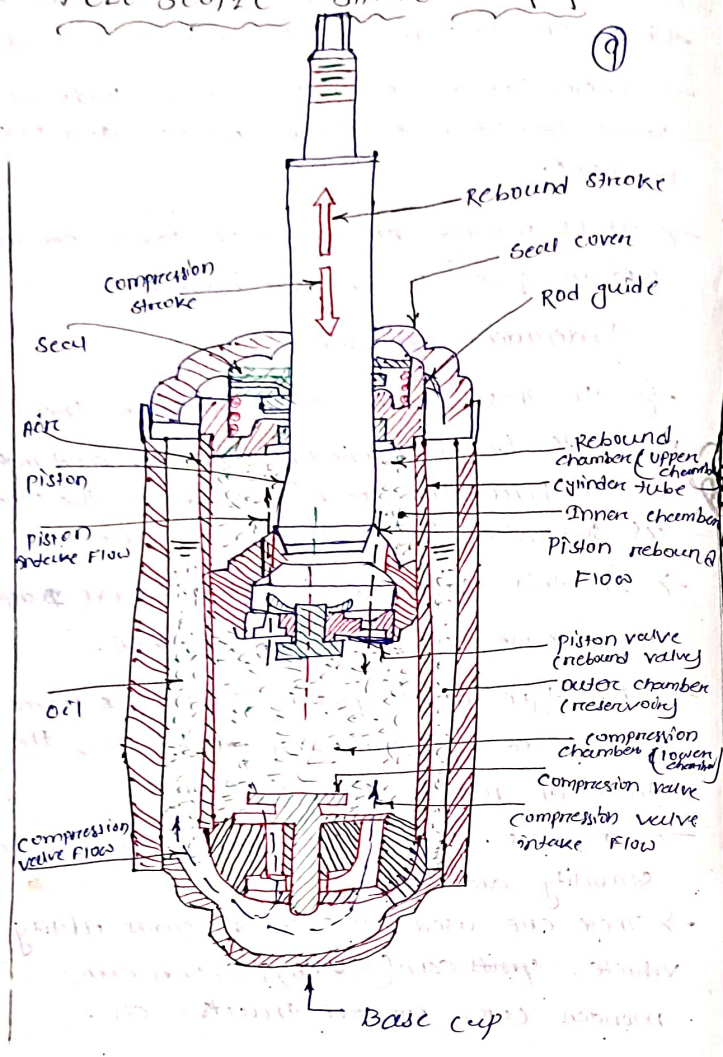 9
Rebound stroke
Seal coven
Rod guide
compression
stroke
Seal
Air
piston
piston
intake Flow
Rebound
chamber (upper
chamber
cylinder tube
Inner chamber
piston rebound
Flow
piston valve
(rebound valve)
outer chamber
(reservoir)
oil
compression
chamber (lower
chamber)
compression valve
compression valve
intake Flow
compression
valve Flow
Base cup